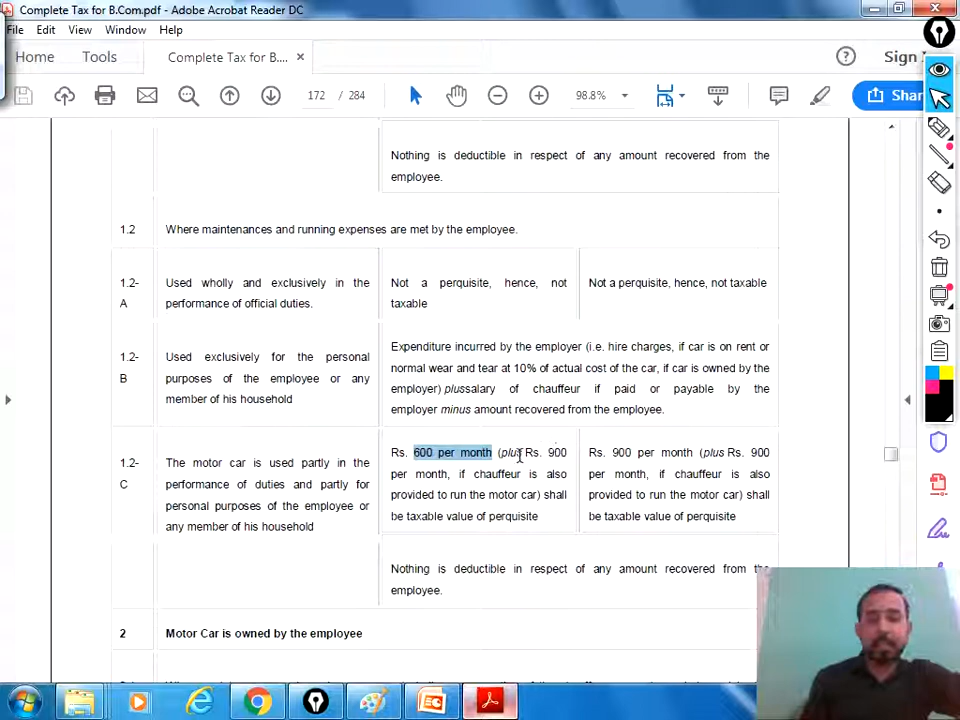 Complete Tax for B.Com.pdf - Adobe Acrobat Reader DC
File Edit View Window Help
Home Tools Complete Tax for B.... × Sign
172 / 284 98.8% Shar
Nothing is deductible in respect of any amount recovered from the
employee.
1.2 Where maintenances and running expenses are met by the employee.
1.2-
A
Used wholly and exclusively in the
performance of official duties.
Not a perquisite, hence, not
taxable
Not a perquisite, hence, not taxable
1.2-
B
Used exclusively for the personal
purposes of the employee or any
member of his household
Expenditure incurred by the employer (i.e. hire charges, if car is on rent or
normal wear and tear at 10% of actual cost of the car, if car is owned by the
employer) plussalary of chauffeur if paid or payable by the
employer minus amount recovered from the employee.
1.2-
C
The motor car is used partly in the
performance of duties and partly for
personal purposes of the employee or
any member of his household
Rs. 600 per month (plus Rs. 900
per month, if chauffeur is also
provided to run the motor car) shall
be taxable value of perquisite
Rs. 900 per month (plus Rs. 900
per month, if chauffeur is also
provided to run the motor car) shall
be taxable value of perquisite
Nothing is deductible in respect of any amount recovered from the
employee.
2 Motor Car is owned by the employee